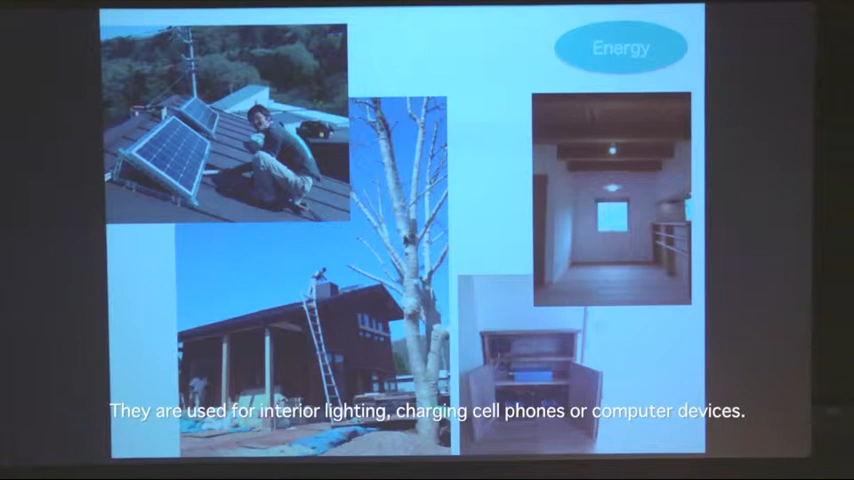 Energy
They are used for interior lighting, charging cell phones or computer devices.